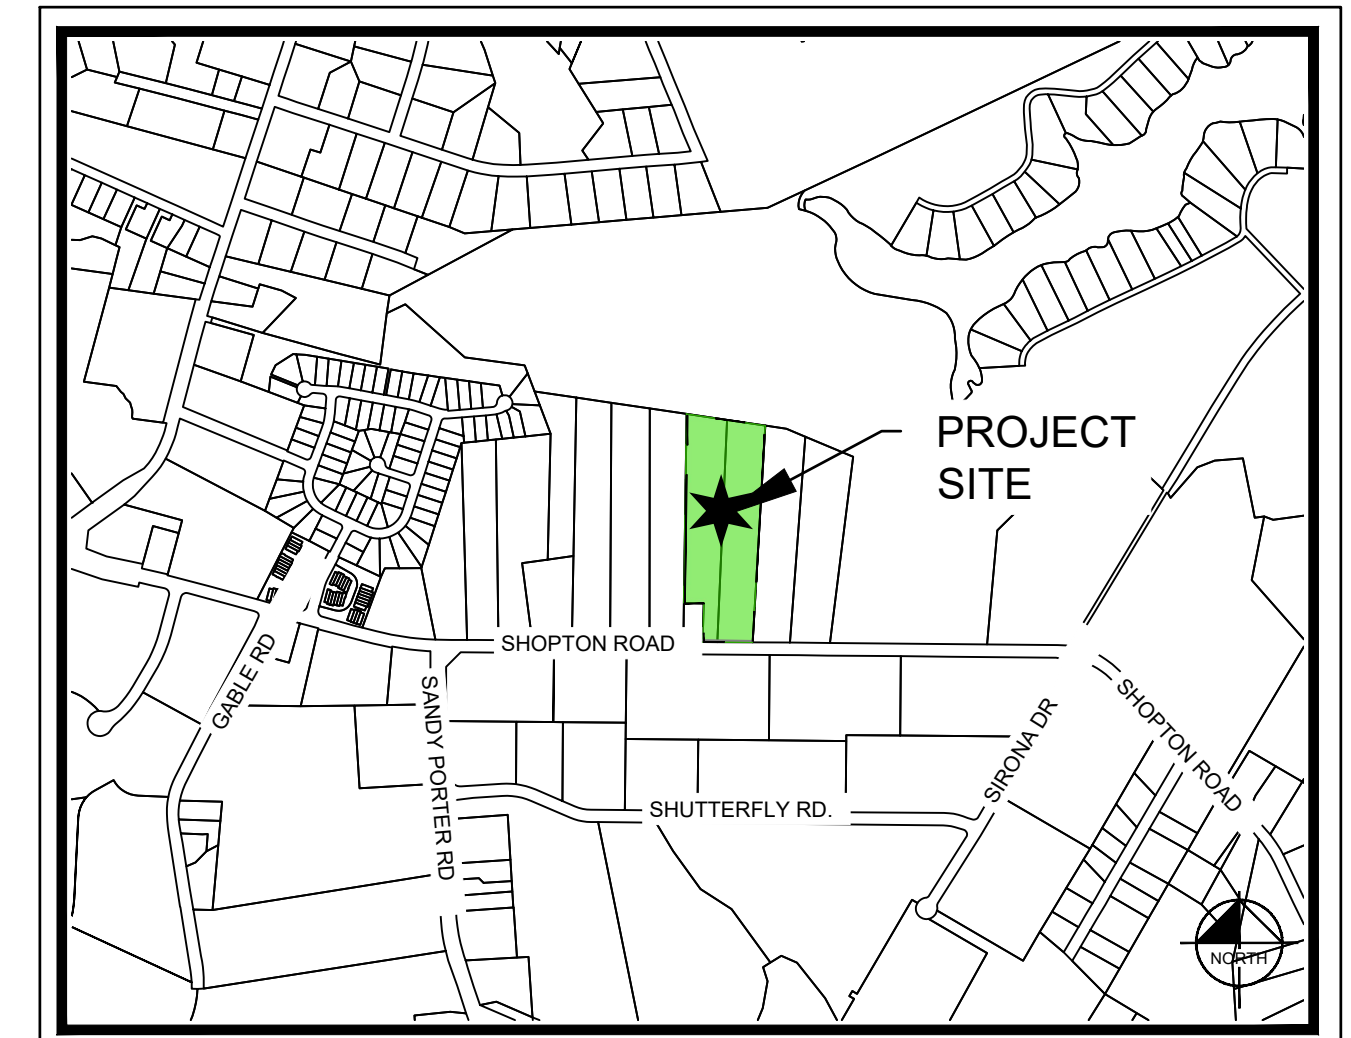 PROJECT
SITE
SHOPTON ROAD
GABLE RD
SANDY PORTER RD
SHOPTON ROAD
SIRONA DR
SHUTTERFLY RD.
NORTH